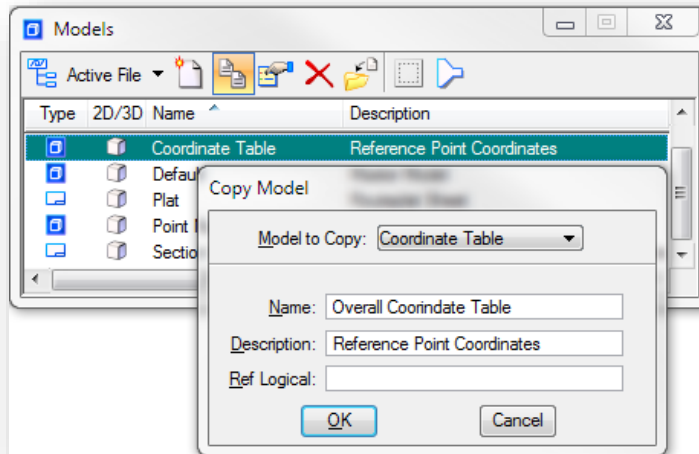 Models
Active File
Type 2D/3D Name Description
Coordinate Table Reference Point Coordinates
Defau
Plat
Point
Sectio
Copy Model
Model to Copy: Coordinate Table
Name: Overall Coorindate Table
Description: Reference Point Coordinates
Ref Logical:
OK Cancel